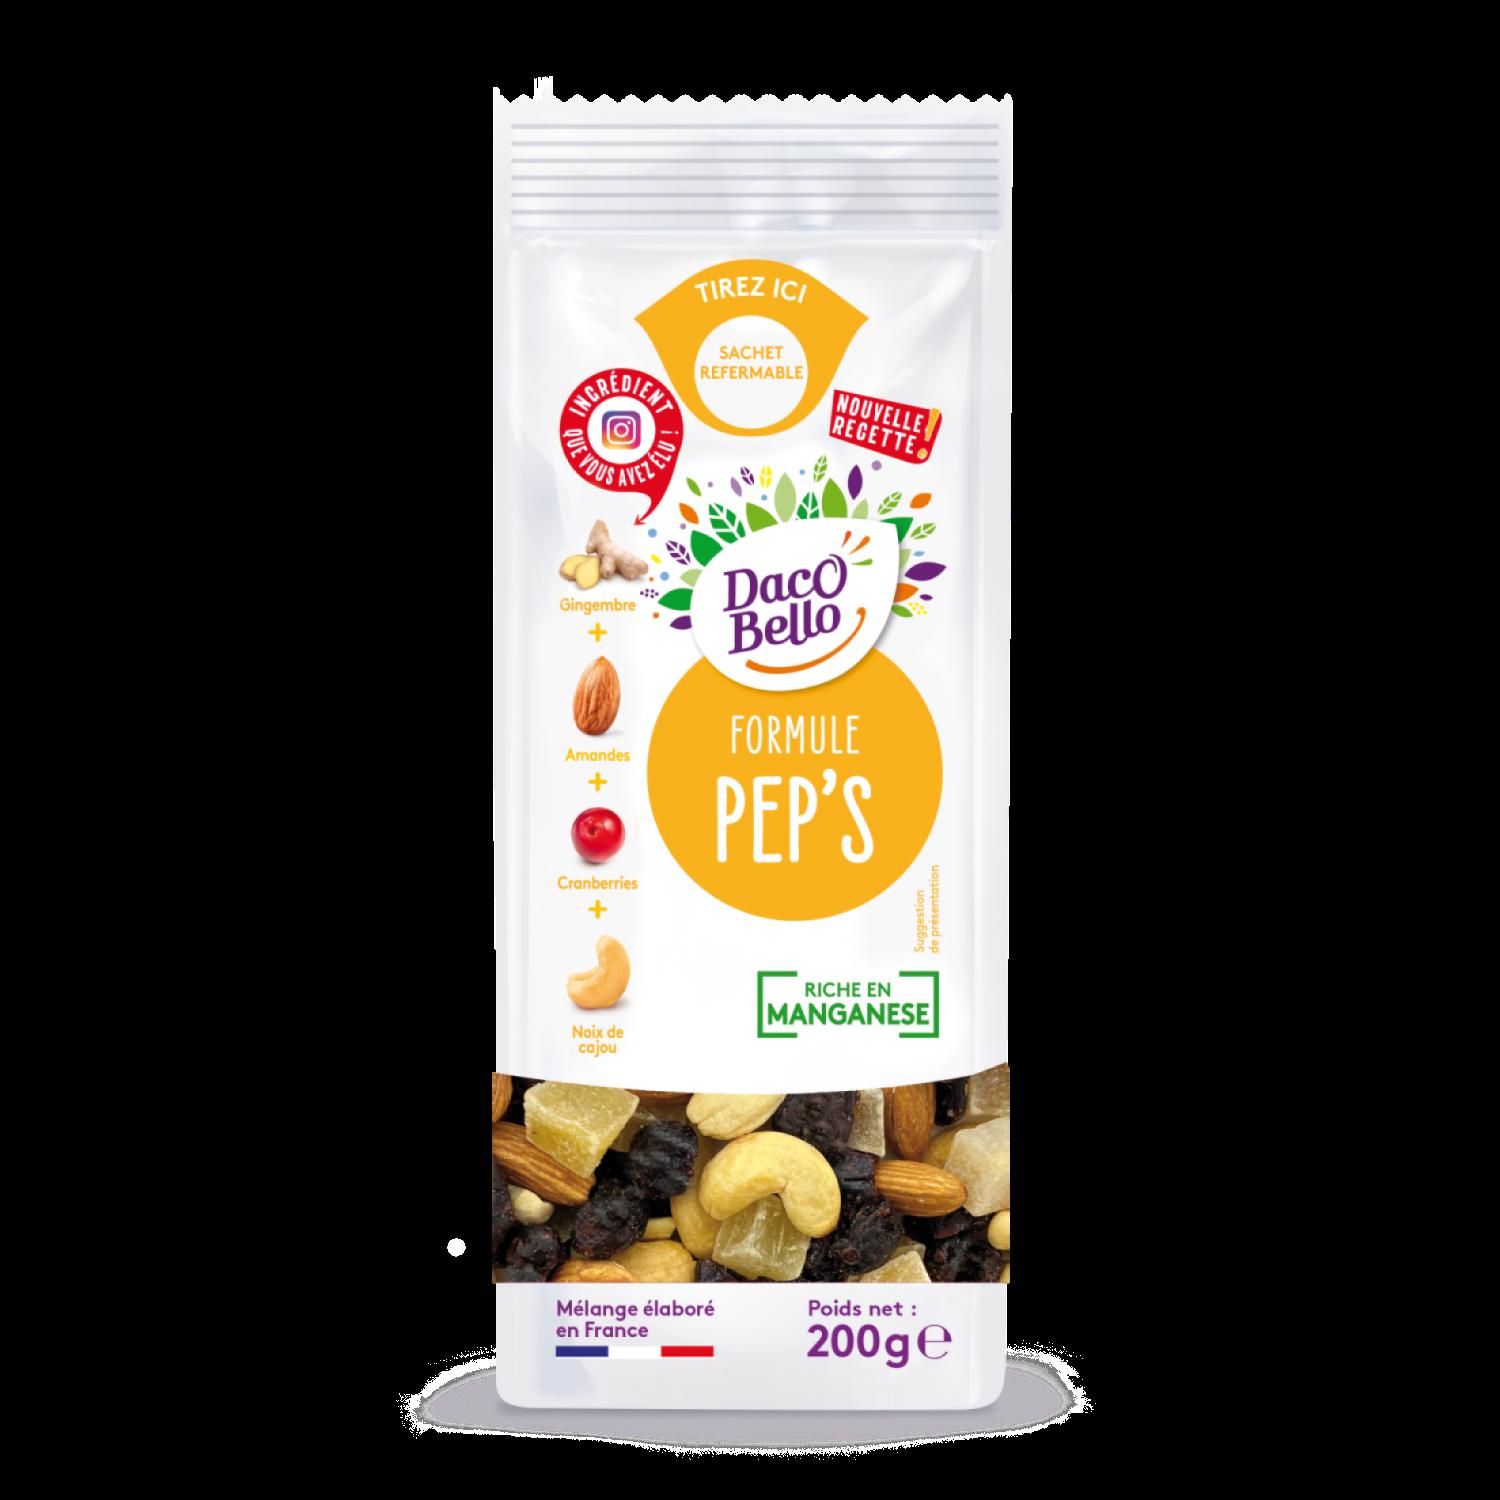 TIREZ ICI
SACHET
REFERMABLE
INGRÉDIENT
QUE VOUS AVEZ ÉLU !
NOUVELLE
RECETTE !
Daco
Bello
Gingembre
+
Amandes
+
Cranberries
+
Noix de
cajou
FORMULE
PEP'S
Suggestion
de présentation
RICHE EN
MANGANESE
Mélange élaboré
en France
Poids net :
200g e